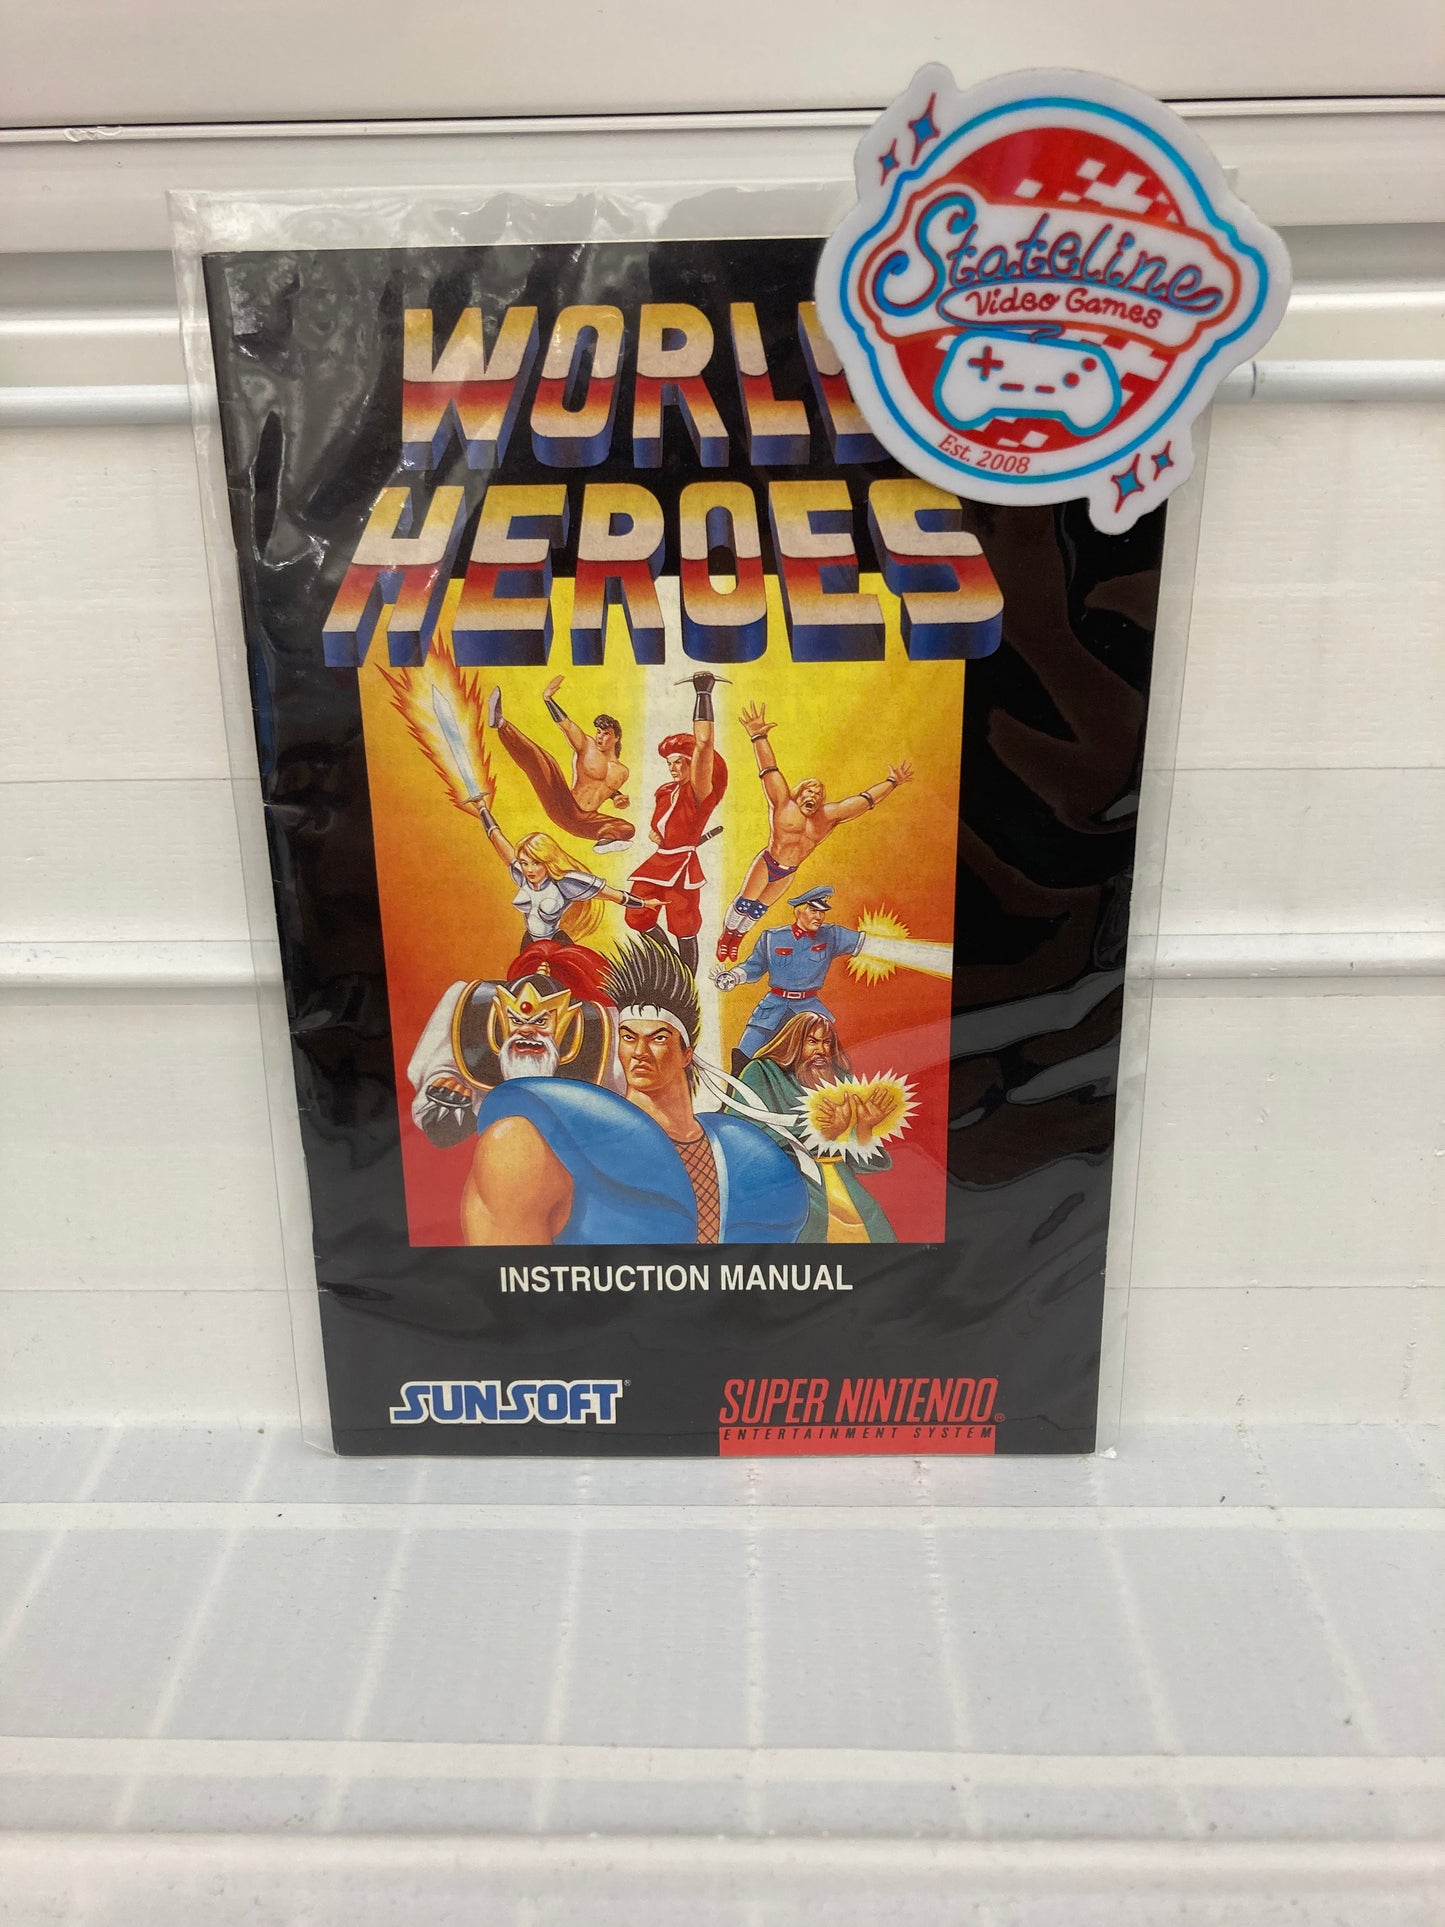 Stateline
Video Games
Est. 2008
WORLD
HEROES
INSTRUCTION MANUAL
SUNSOFT®
SUPER NINTENDO®
ENTERTAINMENT SYSTEM